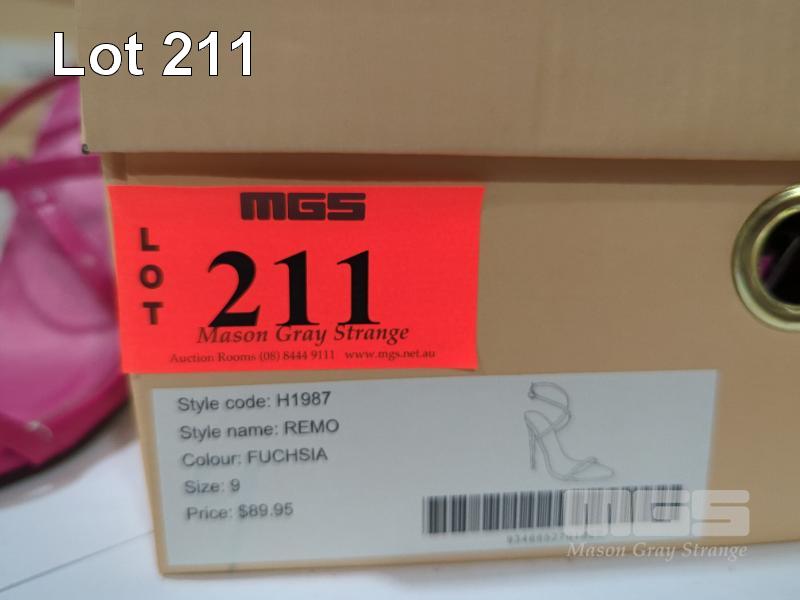 Lot 211
MGS
LOT
211
Mason Gray Strange
Auction Rooms (08) 8444 9111 www.mgs.net.au
Style code: H1987
Style name: REMO
Colour: FUCHSIA
Size: 9
Price: $89.95
MGS
Mason Gray Strange